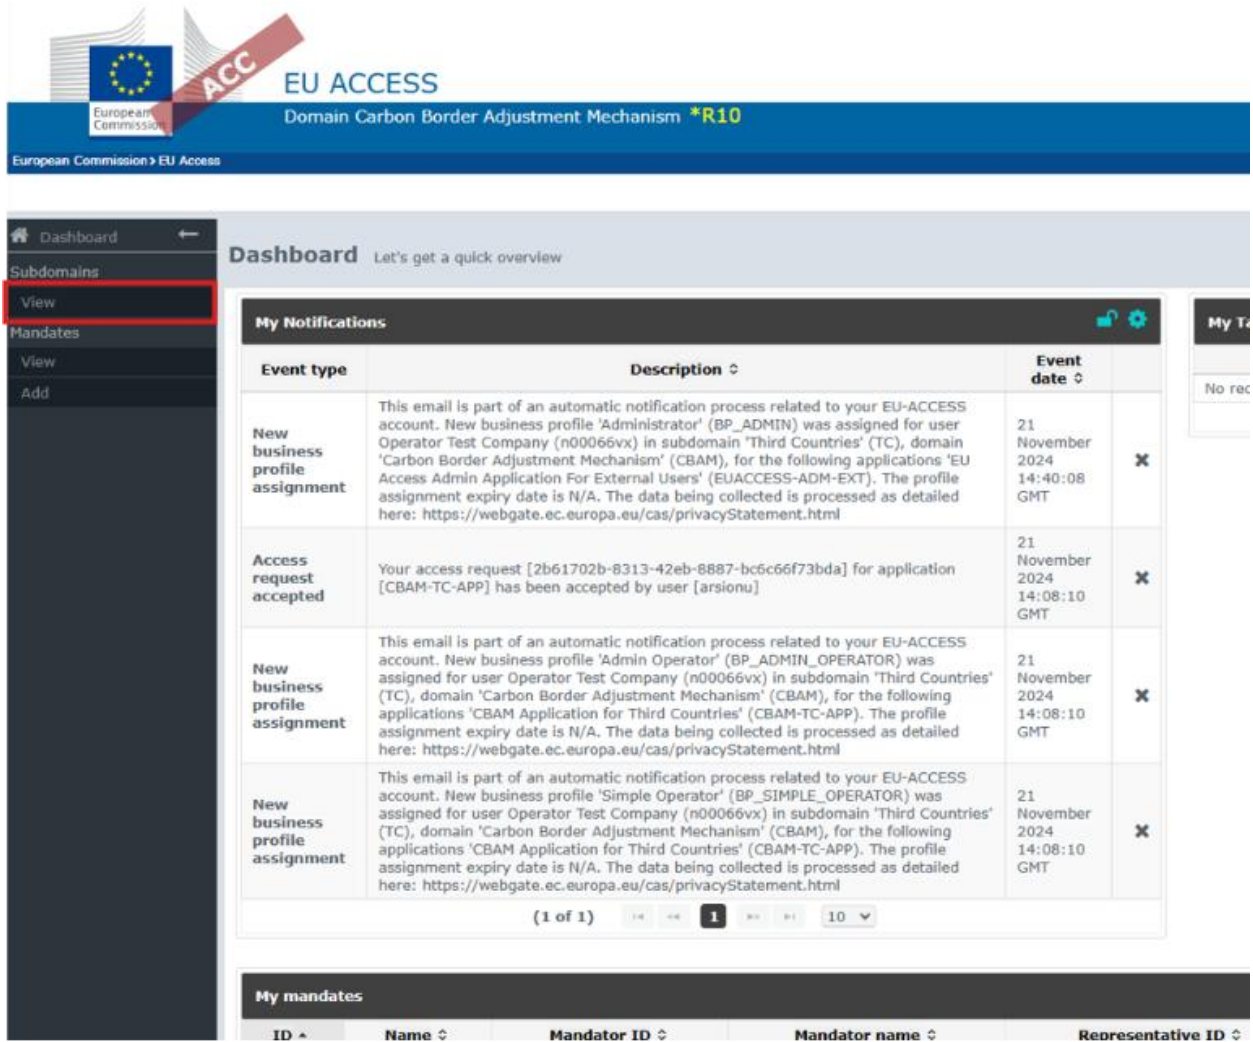 ACC
EU ACCESS
European
Commission
Domain Carbon Border Adjustment Mechanism *R10
European Commission > EU Access
Dashboard
Subdomains
View
Mandates
View
Add
Dashboard Let's get a quick overview
My Notifications
Event type Description Event date
New business profile assignment
This email is part of an automatic notification process related to your EU-ACCESS
account. New business profile 'Administrator' (BP_ADMIN) was assigned for user
Operator Test Company (n00066vx) in subdomain 'Third Countries' (TC), domain
'Carbon Border Adjustment Mechanism' (CBAM), for the following applications 'EU
Access Admin Application For External Users' (EUACCESS-ADM-EXT). The profile
assignment expiry date is N/A. The data being collected is processed as detailed
here: https://webgate.ec.europa.eu/cas/privacyStatement.html
21
November
2024
14:40:08
GMT
Access
request
accepted
Your access request [2b61702b-8313-42eb-8887-bc6c66f73bda] for application
[CBAM-TC-APP] has been accepted by user [arsionu]
21
November
2024
14:08:10
GMT
New
business
profile
assignment
This email is part of an automatic notification process related to your EU-ACCESS
account. New business profile 'Admin Operator' (BP_ADMIN_OPERATOR) was
assigned for user Operator Test Company (n00066vx) in subdomain 'Third Countries'
(TC), domain 'Carbon Border Adjustment Mechanism' (CBAM), for the following
applications 'CBAM Application for Third Countries' (CBAM-TC-APP). The profile
assignment expiry date is N/A. The data being collected is processed as detailed
here: https://webgate.ec.europa.eu/cas/privacyStatement.html
21
November
2024
14:08:10
GMT
New
business
profile
assignment
This email is part of an automatic notification process related to your EU-ACCESS
account. New business profile 'Simple Operator' (BP_SIMPLE_OPERATOR) was
assigned for user Operator Test Company (n00066vx) in subdomain 'Third Countries'
(TC), domain 'Carbon Border Adjustment Mechanism' (CBAM), for the following
applications 'CBAM Application for Third Countries' (CBAM-TC-APP). The profile
assignment expiry date is N/A. The data being collected is processed as detailed
here: https://webgate.ec.europa.eu/cas/privacyStatement.html
21
November
2024
14:08:10
GMT
(1 of 1) 1 10
My Ta
No rec
My mandates
ID Name Mandator ID Mandator name Representative ID